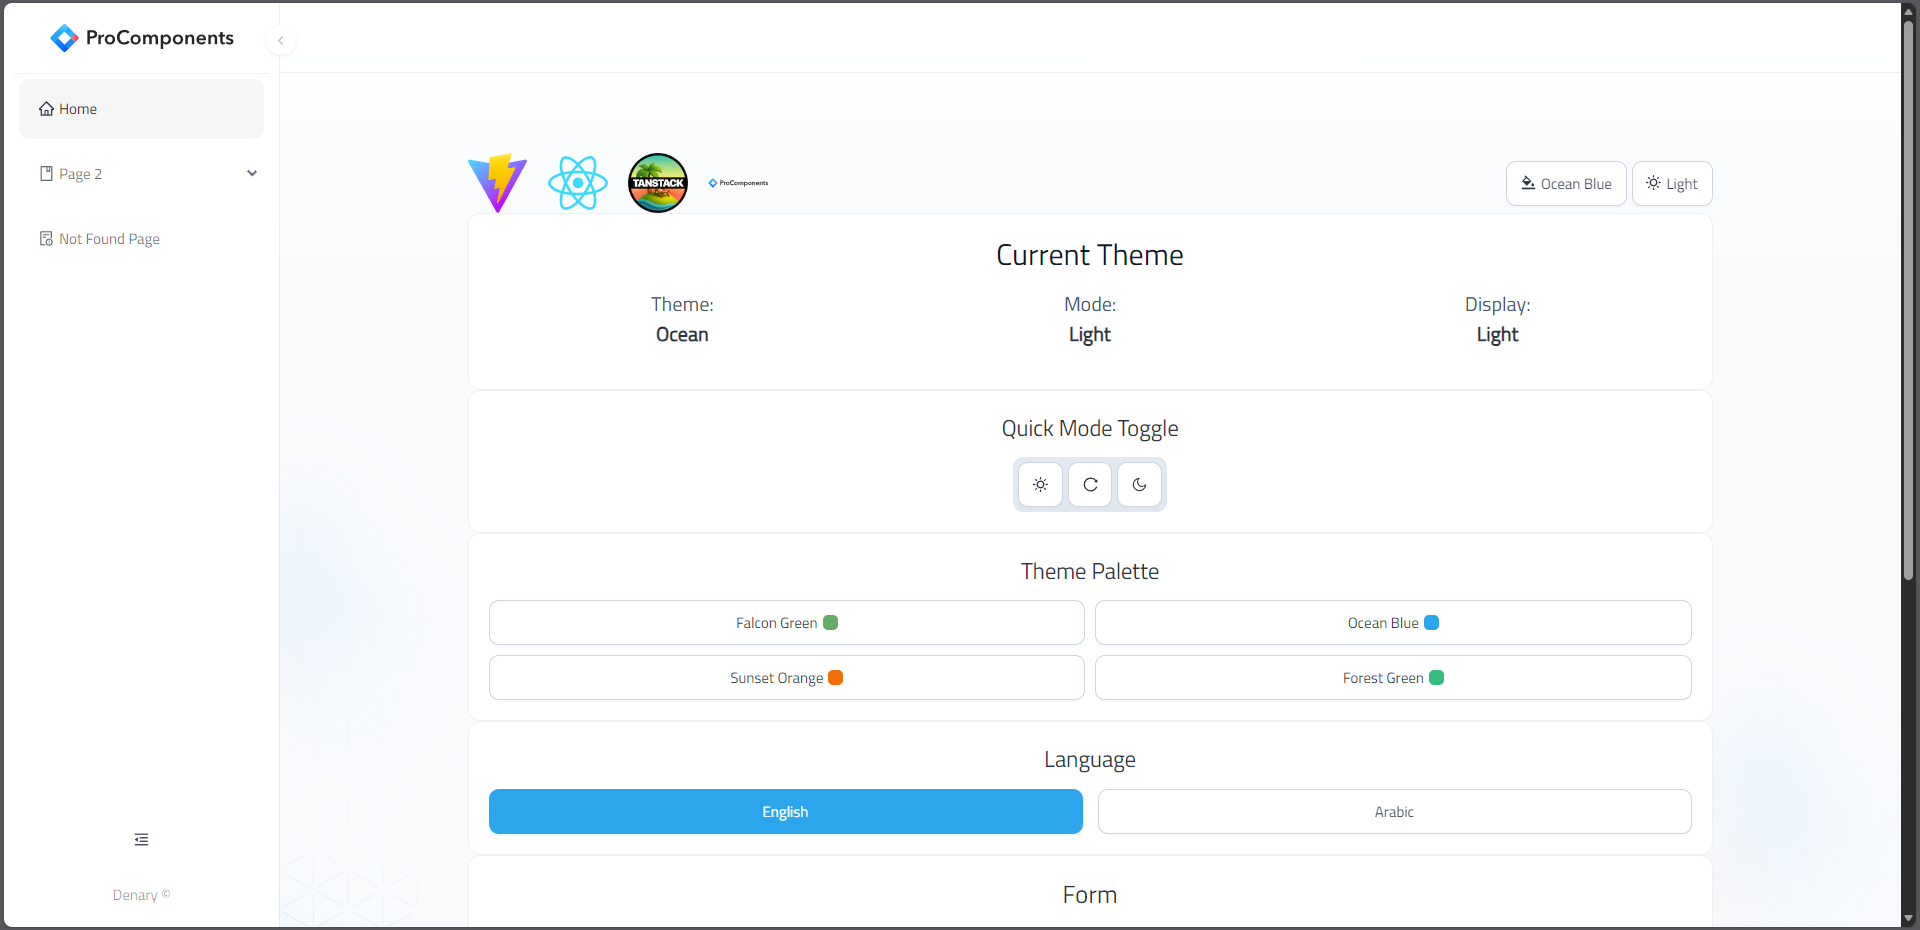 ProComponents
Home
Page 2
Not Found Page
Denary ©
TANSTACK
ProComponents
Ocean Blue
Light
Current Theme
Theme:
Ocean
Mode:
Light
Display:
Light
Quick Mode Toggle
Theme Palette
Falcon Green
Ocean Blue
Sunset Orange
Forest Green
Language
English
Arabic
Form